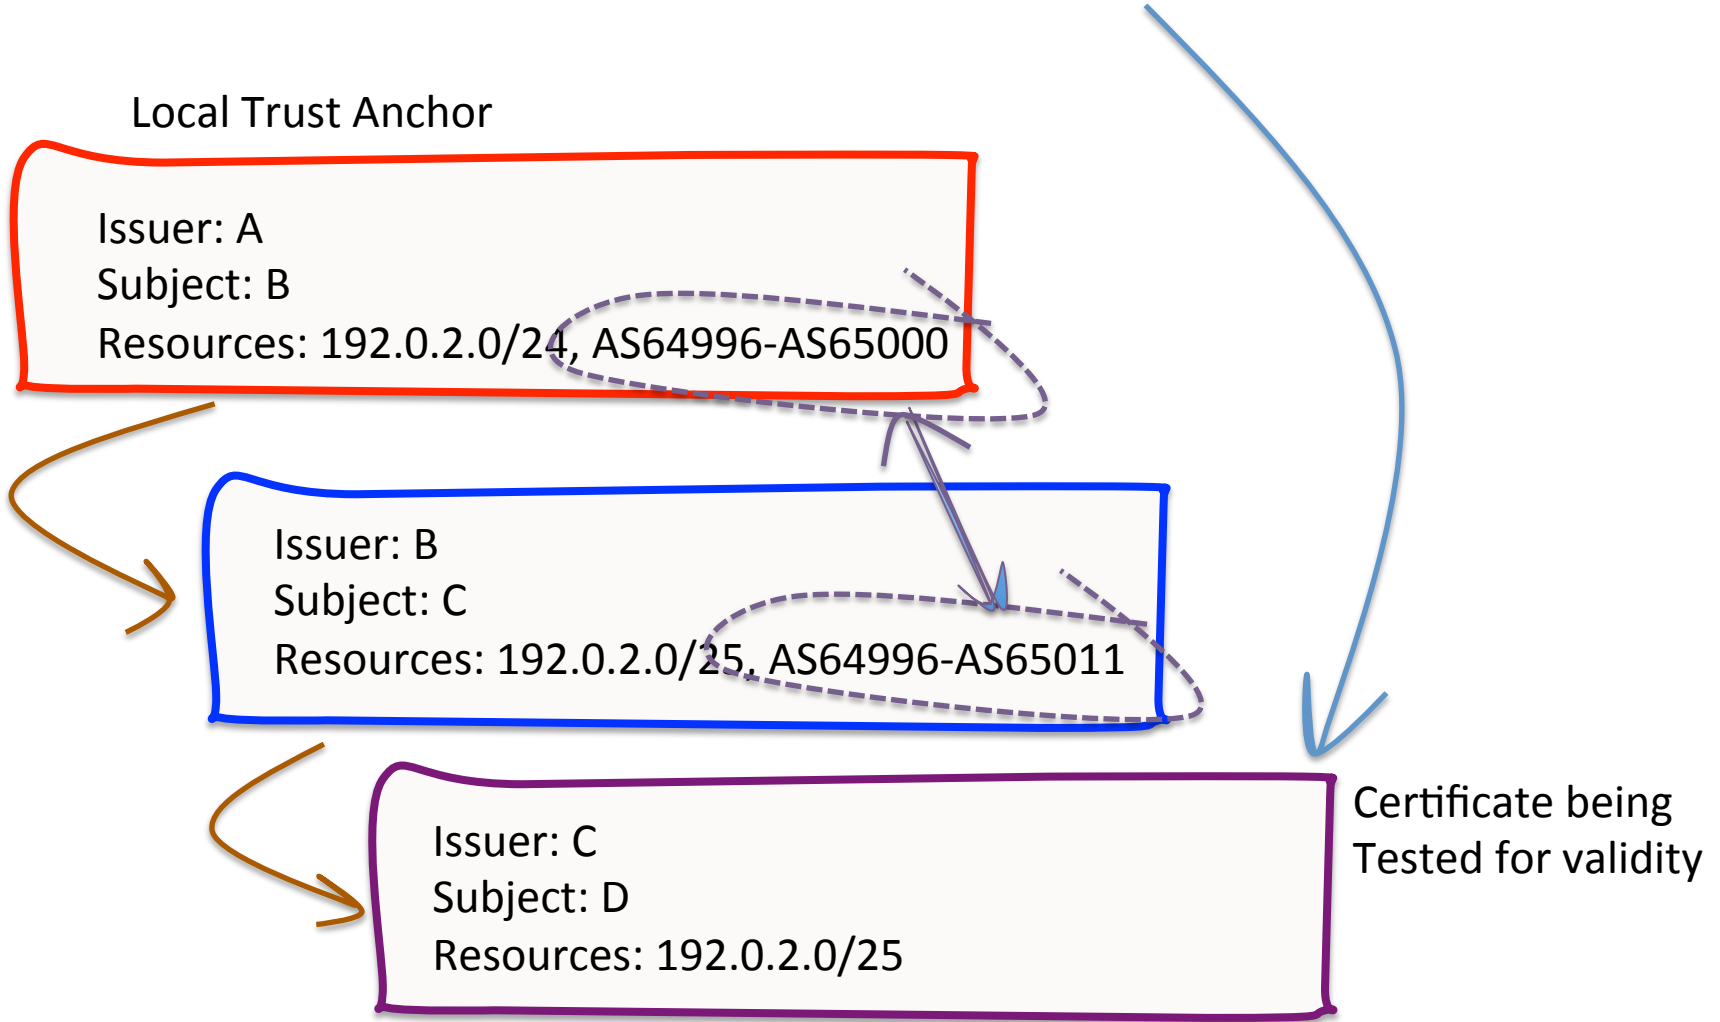 Local Trust Anchor
Issuer: A
Subject: B
Resources: 192.0.2.0/24, AS64996-AS65000
Issuer: B
Subject: C
Resources: 192.0.2.0/25, AS64996-AS65011
Issuer: C
Subject: D
Resources: 192.0.2.0/25
Certificate being
Tested for validity